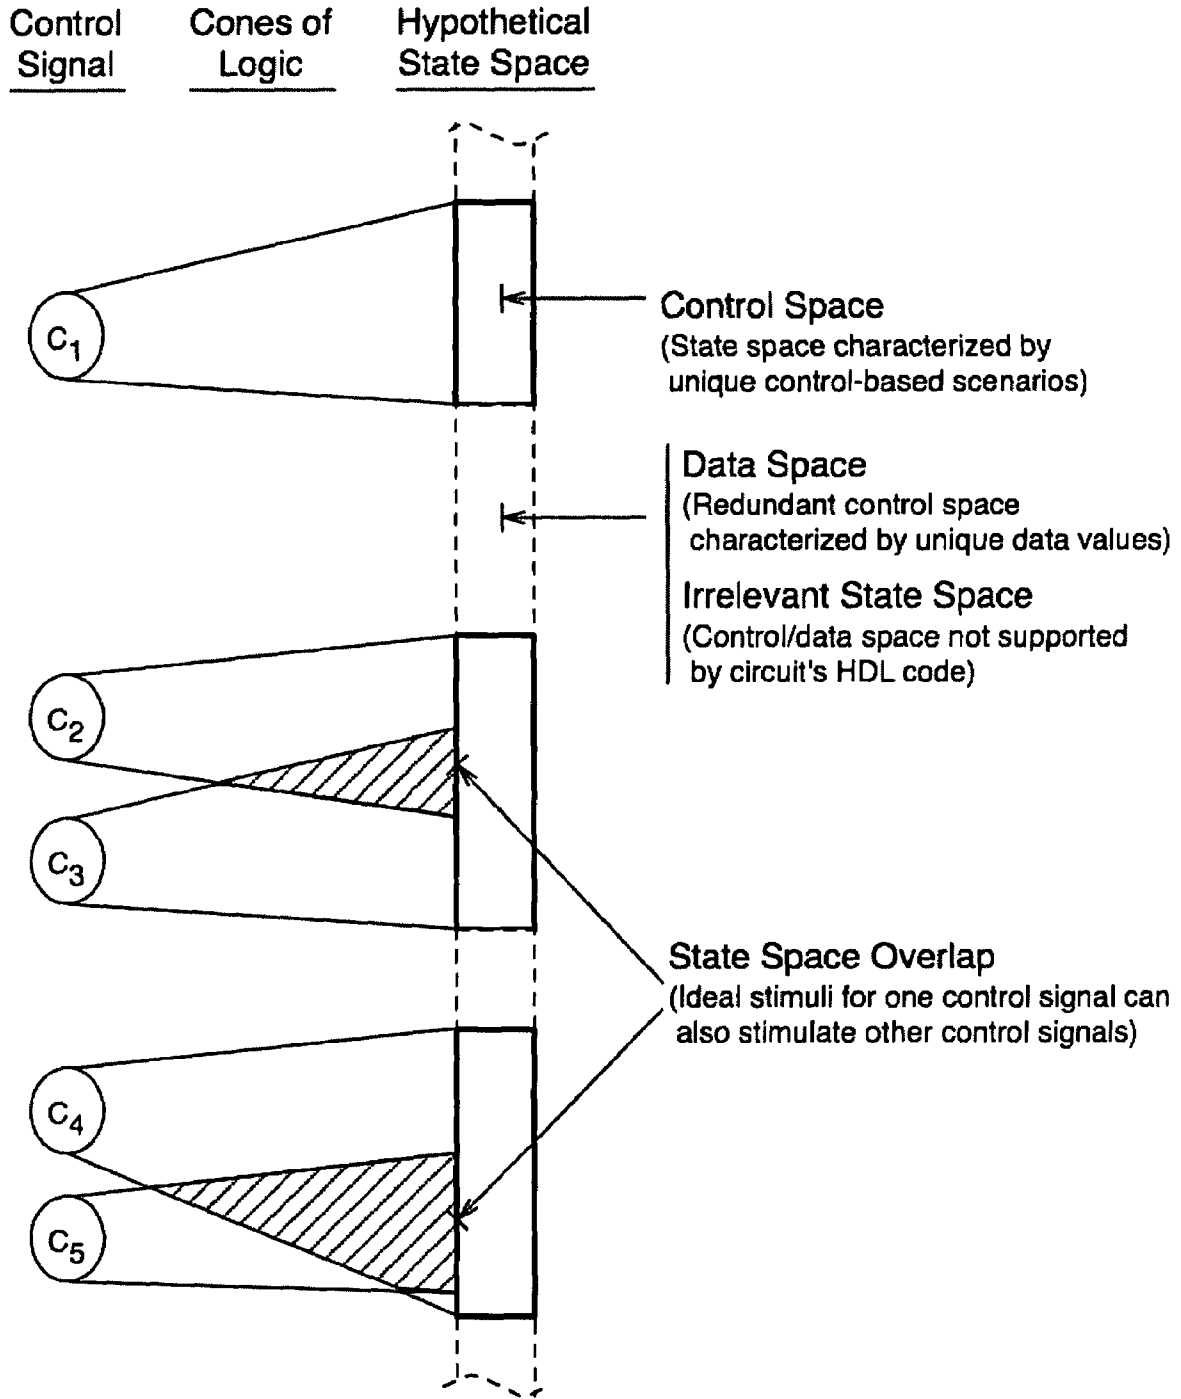 Control Signal
Cones of Logic
Hypothetical State Space
C1
Control Space
(State space characterized by
unique control-based scenarios)
Data Space
(Redundant control space
characterized by unique data values)
Irrelevant State Space
(Control/data space not supported
by circuit's HDL code)
C2
C3
State Space Overlap
(Ideal stimuli for one control signal can
also stimulate other control signals)
C4
C5